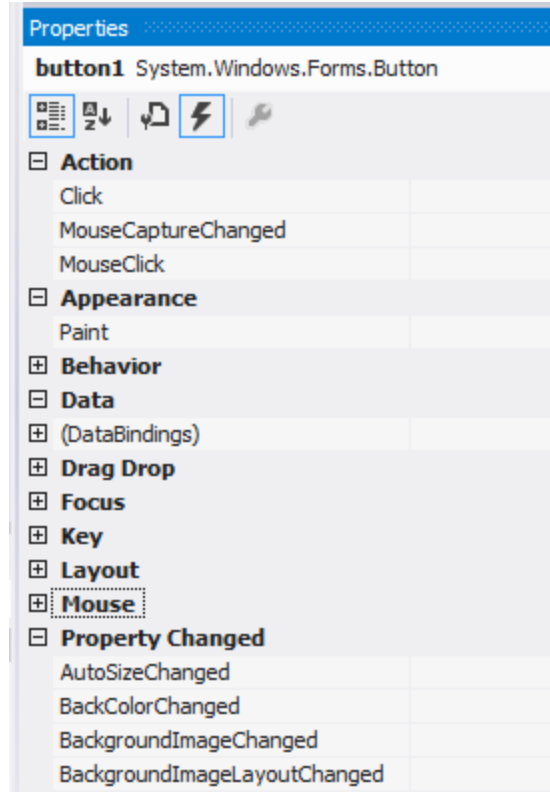 Properties
button1 System.Windows.Forms.Button
Action
Click
MouseCaptureChanged
MouseClick
Appearance
Paint
Behavior
Data
(DataBindings)
Drag Drop
Focus
Key
Layout
Mouse
Property Changed
AutoSizeChanged
BackColorChanged
BackgroundImageChanged
BackgroundImageLayoutChanged